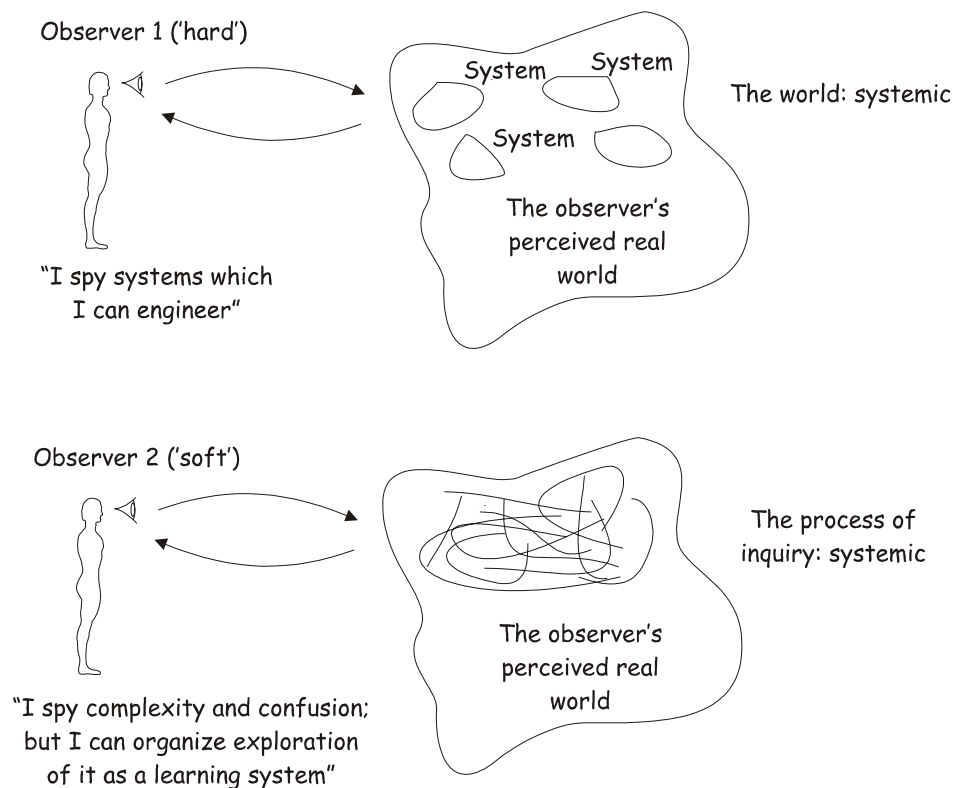 Observer 1 ('hard')
System
System
System
The world: systemic
The observer's
perceived real
world
“I spy systems which
I can engineer”
Observer 2 ('soft')
The process of
inquiry: systemic
The observer's
perceived real
world
“I spy complexity and confusion;
but I can organize exploration
of it as a learning system”